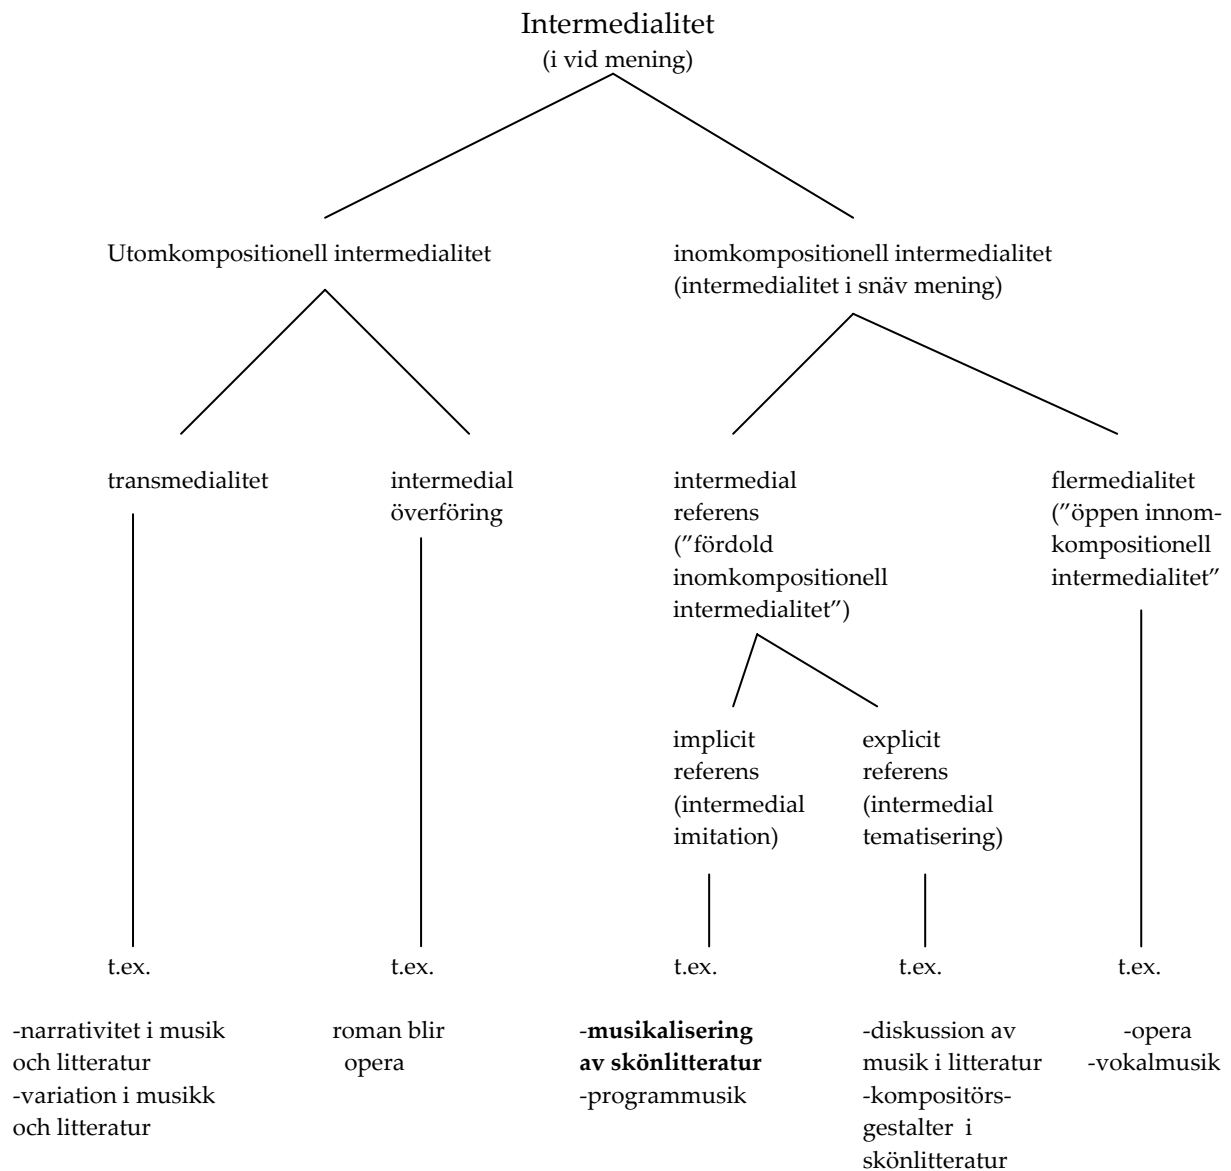 Intermedialitet
(i vid mening)
Utomkompositionell intermedialitet
inomkompositionell intermedialitet
(intermedialitet i snäv mening)
transmedialitet
intermedial
överföring
intermedial
referens
(”fördold
inomkompositionell
intermedialitet”)
flermedialitet
(”öppen innom-
kompositionell
intermedialitet”
implicit
referens
(intermedial
imitation)
explicit
referens
(intermedial
tematisering)
t.ex.
t.ex.
t.ex.
t.ex.
t.ex.
-narrativitet i musik
och litteratur
-variation i musikk
och litteratur
roman blir
opera
-musikalisering
av skönlitteratur
-programmusik
-diskussion av
musik i litteratur
-kompositörs-
gestalter i
skönlitteratur
-opera
-vokalmusik